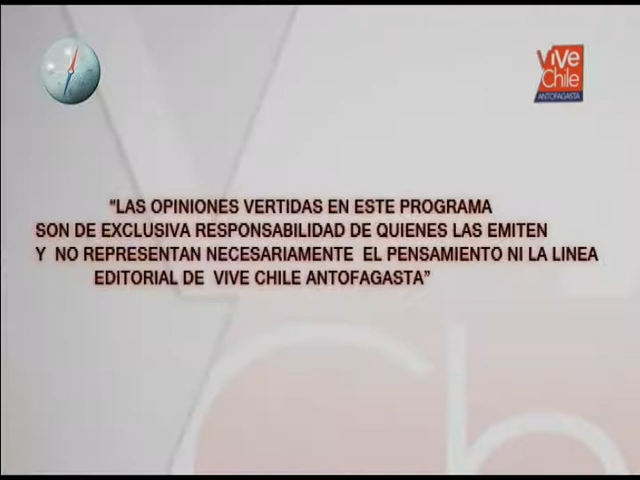 ViVe
Chile
ANTOFAGASTA
"LAS OPINIONES VERTIDAS EN ESTE PROGRAMA
SON DE EXCLUSIVA RESPONSABILIDAD DE QUIENES LAS EMITEN
Y NO REPRESENTAN NECESARIAMENTE EL PENSAMIENTO NI LA LINEA
EDITORIAL DE VIVE CHILE ANTOFAGASTA"
Ch